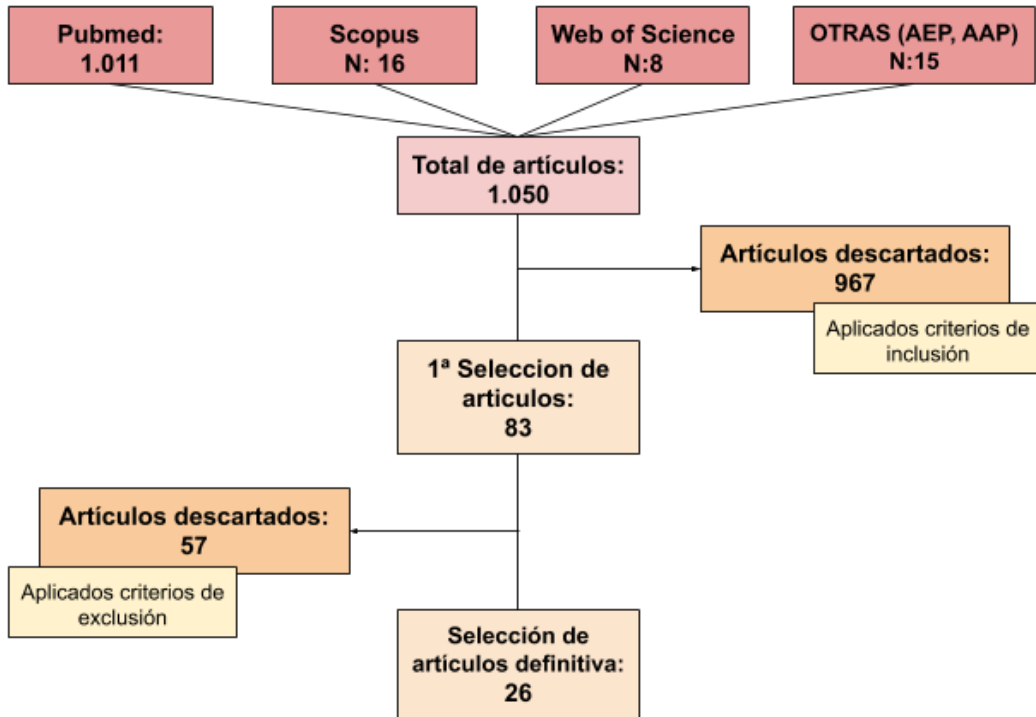 Pubmed:
1.011
Scopus
N: 16
Web of Science
N:8
OTRAS (AEP, AAP)
N:15
Total de artículos:
1.050
Artículos descartados:
967
Aplicados criterios de
inclusión
1ª Seleccion de
articulos:
83
Artículos descartados:
57
Aplicados criterios de
exclusión
Selección de
artículos definitiva:
26